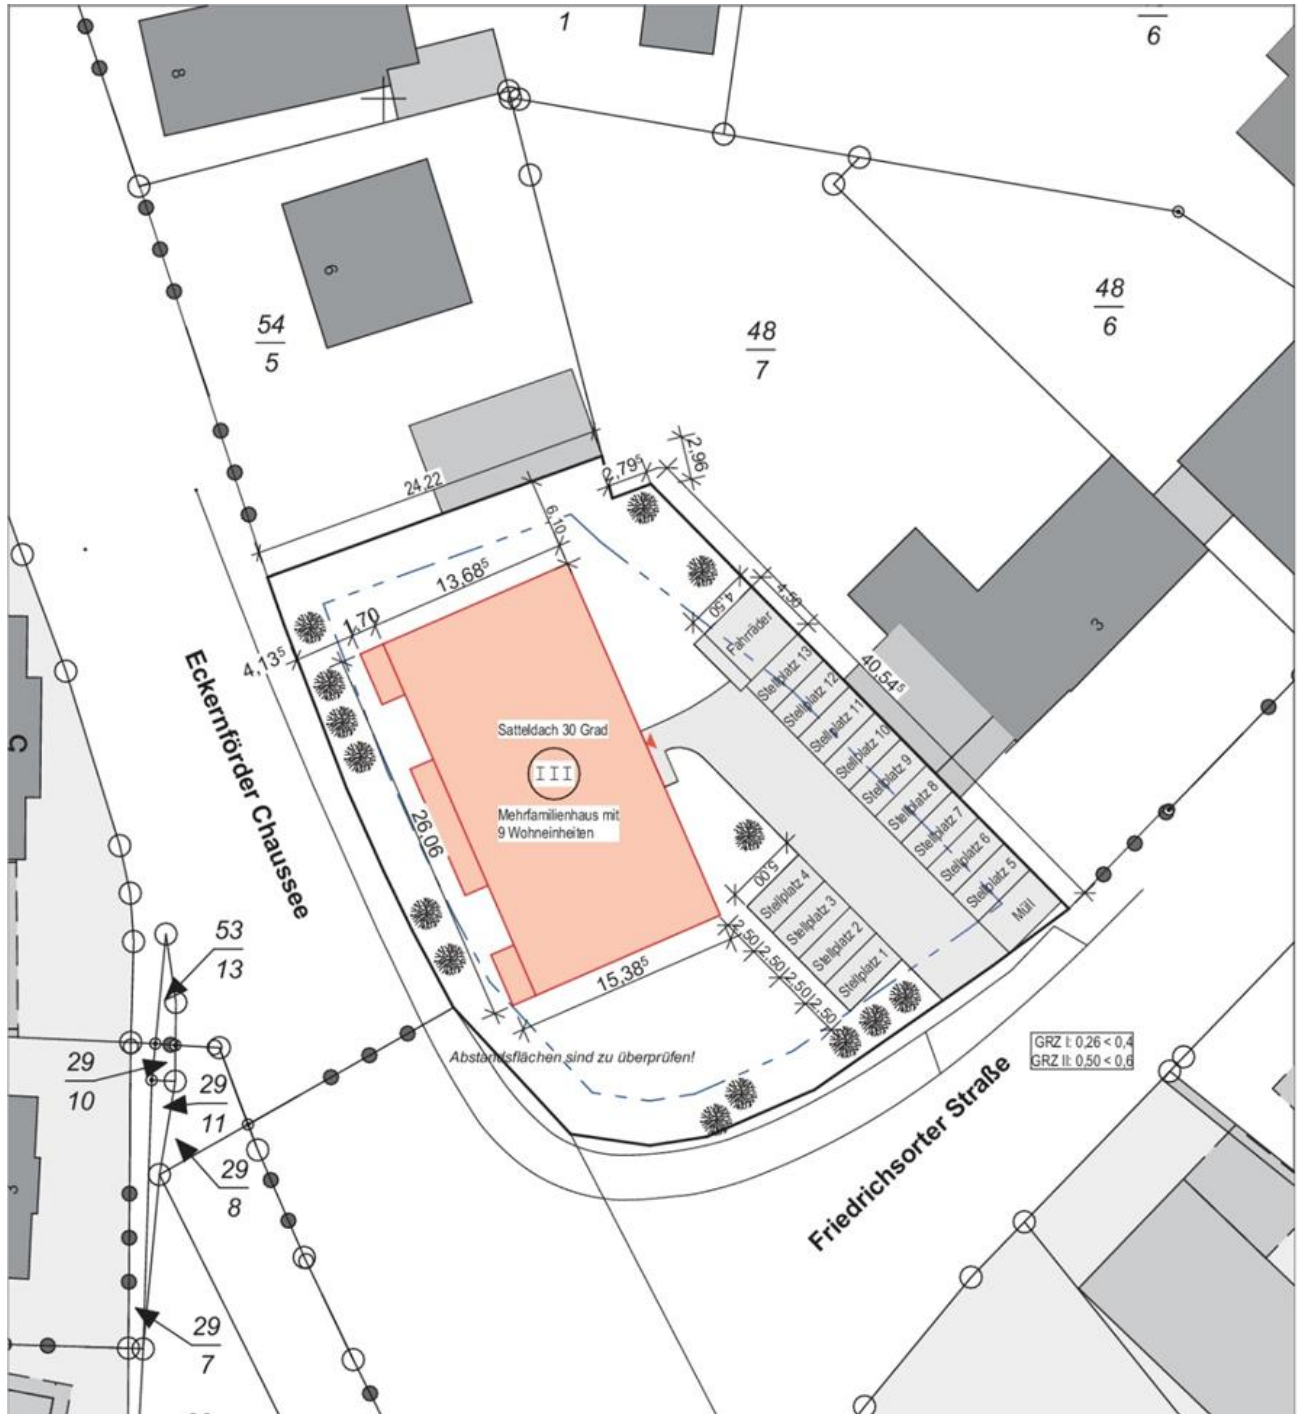 1
6
8
6
54
5
48
7
48
6
24,22
2,79⁵
2,96
6,10
13,68⁵
1,70
4,13⁵
4,50
4,50
40,54⁵
3
Fahrräder
Stellplatz 13
Stellplatz 12
Stellplatz 11
Stellplatz 10
Stellplatz 9
Stellplatz 8
Stellplatz 7
Stellplatz 6
Stellplatz 5
Müll
Eckernförder Chaussee
Satteldach 30 Grad
III
Mehrfamilienhaus mit
9 Wohneinheiten
26,06
5,00
Stellplatz 4
Stellplatz 3
Stellplatz 2
Stellplatz 1
2,50
2,50
2,50
2,50
15,38⁵
Abstandsflächen sind zu überprüfen!
GRZ I: 0,26 < 0,4
GRZ II: 0,50 < 0,6
Friedrichsorter Straße
53
13
29
10
29
11
29
8
29
7
3